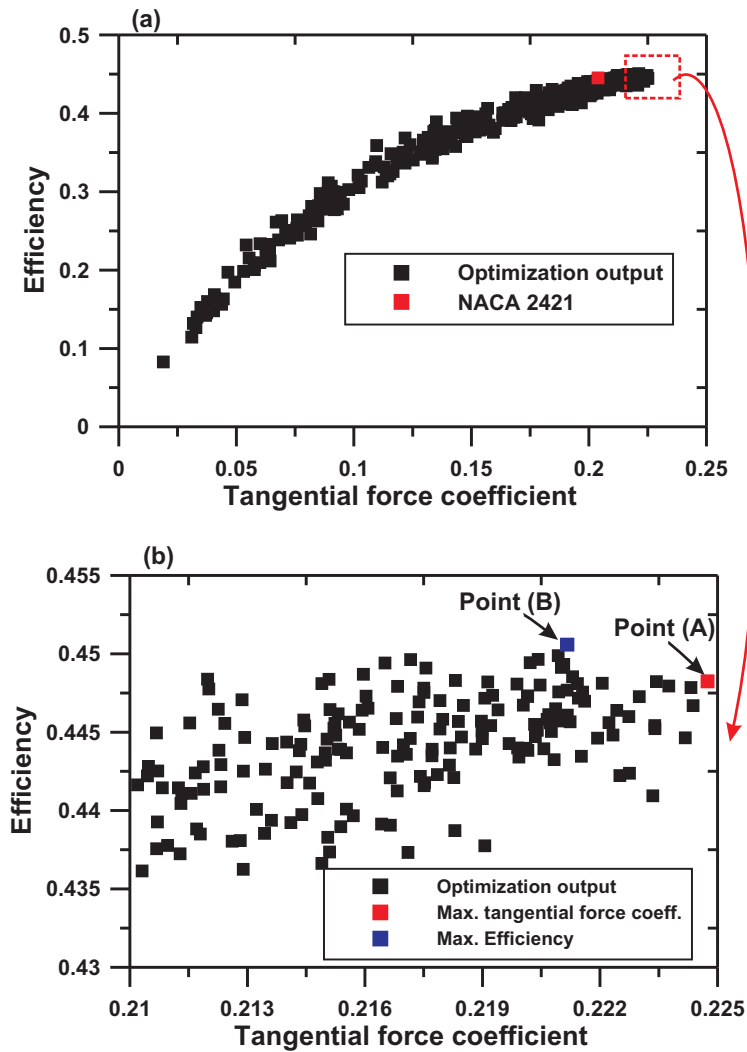 (a)
0.5
0.4
0.3
0.2
0.1
0
Efficiency
Optimization output
NACA 2421
0 0.05 0.1 0.15 0.2 0.25
Tangential force coefficient
(b)
0.455
0.45
0.445
0.44
0.435
0.43
Efficiency
Point (B)
Point (A)
Optimization output
Max. tangential force coeff.
Max. Efficiency
0.21 0.213 0.216 0.219 0.222 0.225
Tangential force coefficient